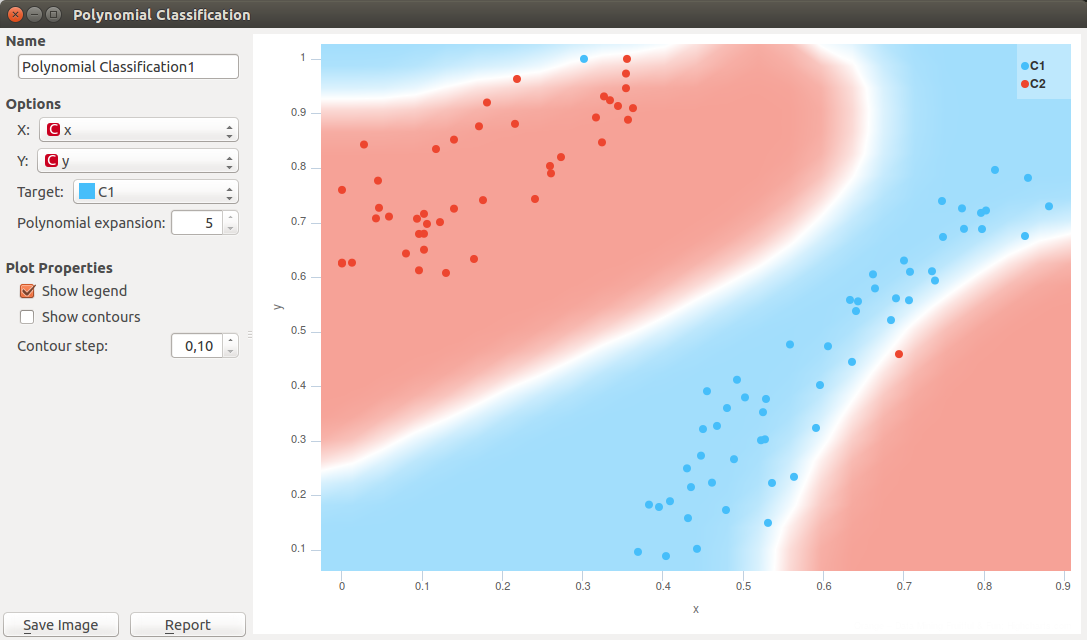 Polynomial Classification
Name
Polynomial Classification1
Options
X: C x
Y: C y
Target: C1
Polynomial expansion: 5
Plot Properties
Show legend
Show contours
Contour step: 0,10
Save Image
Report
C1
C2
y
1
0.9
0.8
0.7
0.6
0.5
0.4
0.3
0.2
0.1
0 0.1 0.2 0.3 0.4 0.5 0.6 0.7 0.8 0.9
x